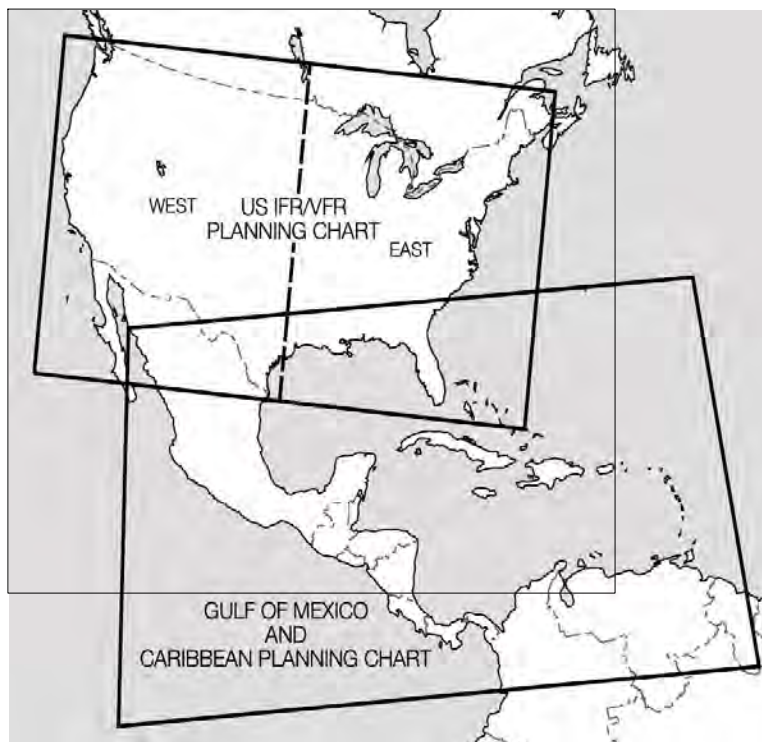 WEST
US IFR/VFR
PLANNING CHART
EAST
GULF OF MEXICO
AND
CARIBBEAN PLANNING CHART